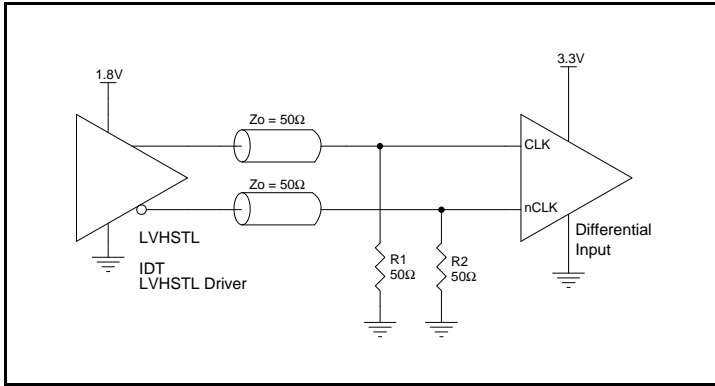 1.8V
3.3V
Zo = 50Ω
CLK
Zo = 50Ω
nCLK
LVHSTL
IDT
LVHSTL Driver
R1
50Ω
R2
50Ω
Differential
Input